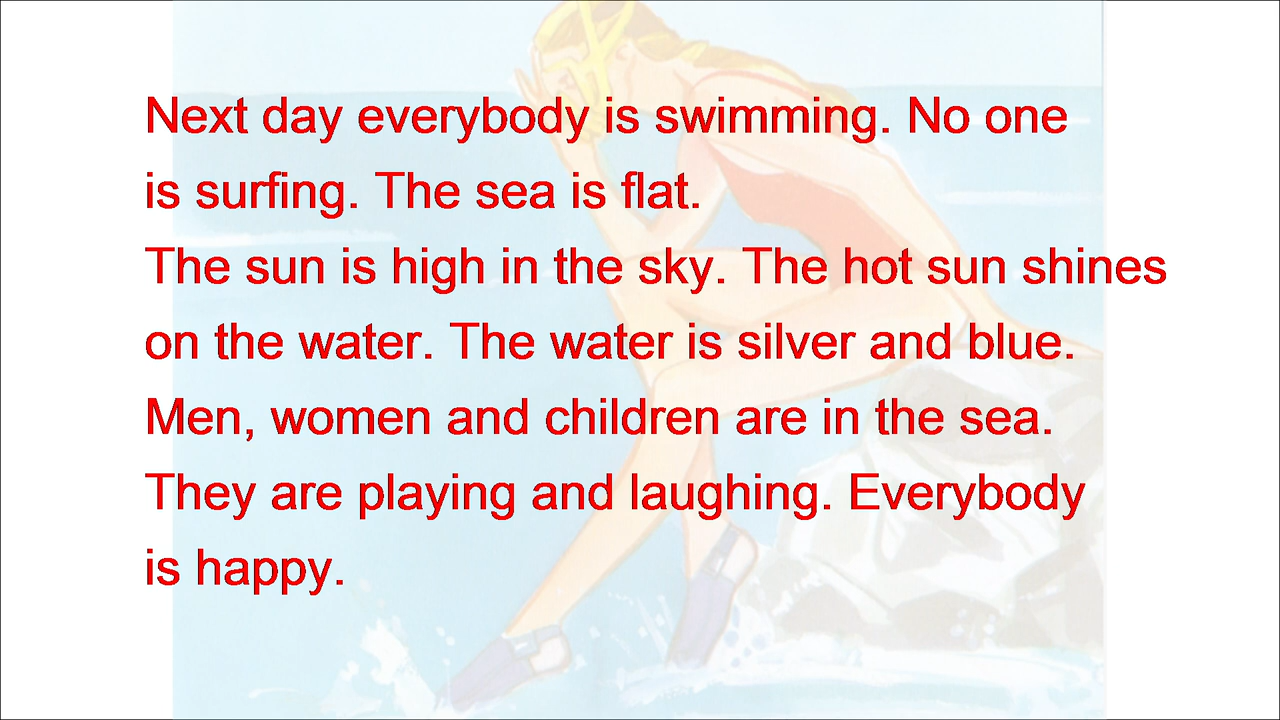 Next day everybody is swimming. No one
is surfing. The sea is flat.
The sun is high in the sky. The hot sun shines
on the water. The water is silver and blue.
Men, women and children are in the sea.
They are playing and laughing. Everybody
is happy.